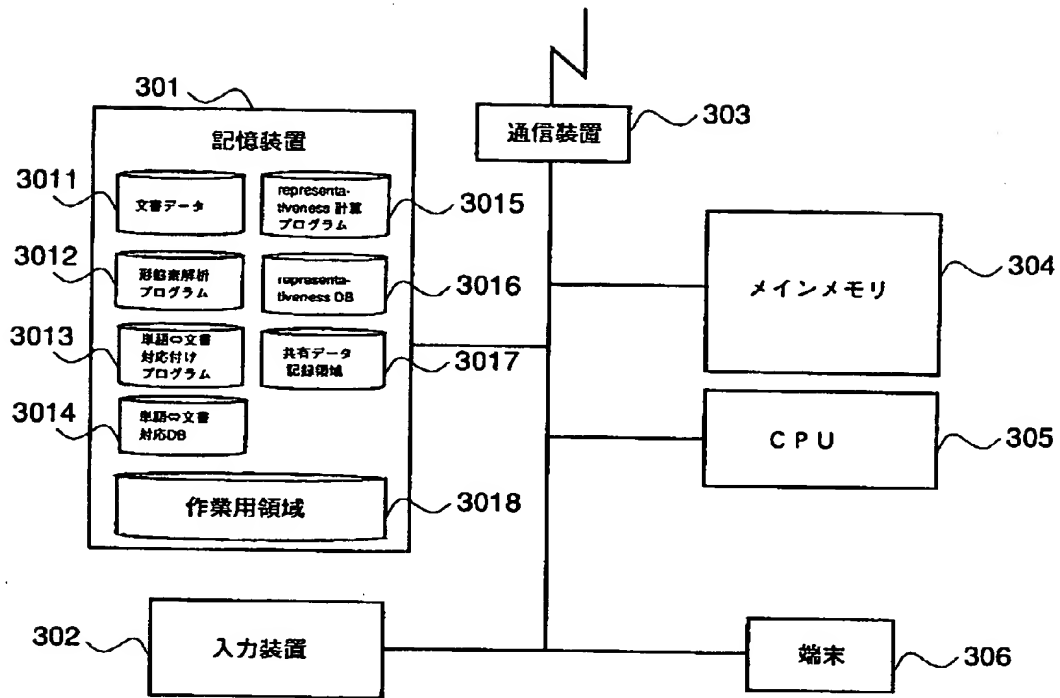 301
記憶装置
3011
文書データ
representa-
tiveness 計算
プログラム
3015
3012
形態素解析
プログラム
representa-
tiveness DB
3016
3013
単語⇔文書
対応付け
プログラム
共有データ
記録領域
3017
3014
単語⇔文書
対応DB
作業用領域
3018
通信装置
303
メインメモリ
304
CPU
305
302
入力装置
端末
306